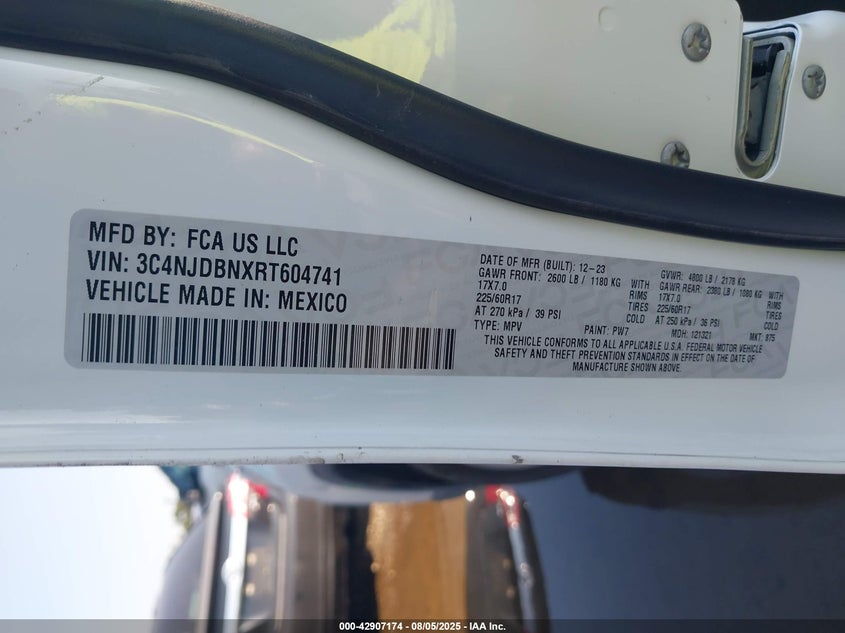 MFD BY: FCA US LLC
VIN: 3C4NJDBNXRT604741
VEHICLE MADE IN: MEXICO
DATE OF MFR (BUILT): 12-23 GVWR: 4800 LB / 2178 KG
GAWR FRONT: 2600 LB / 1180 KG WITH GAWR REAR: 2380 LB / 1080 KG WITH
17X7.0 RIMS 17X7.0 RIMS
225/60R17 TIRES 225/60R17 TIRES
AT 270 kPa / 39 PSI COLD AT 250 kPa / 36 PSI COLD
TYPE: MPV PAINT: PW7 MDH: 121321 MKT: 975
THIS VEHICLE CONFORMS TO ALL APPLICABLE U.S.A. FEDERAL MOTOR VEHICLE
SAFETY AND THEFT PREVENTION STANDARDS IN EFFECT ON THE DATE OF
MANUFACTURE SHOWN ABOVE.
000-42907174 - 08/05/2025 - IAA Inc.